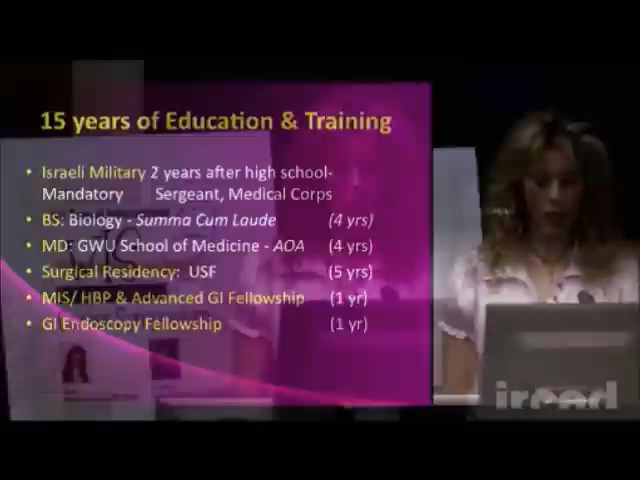 15 years of Education & Training
• Israeli Military 2 years after high school-
Mandatory Sergeant, Medical Corps
• BS: Biology - Summa Cum Laude (4 yrs)
• MD: GWU School of Medicine - AOA (4 yrs)
• Surgical Residency: USF (5 yrs)
• MIS/ HBP & Advanced GI Fellowship (1 yr)
• GI Endoscopy Fellowship (1 yr)
ircad